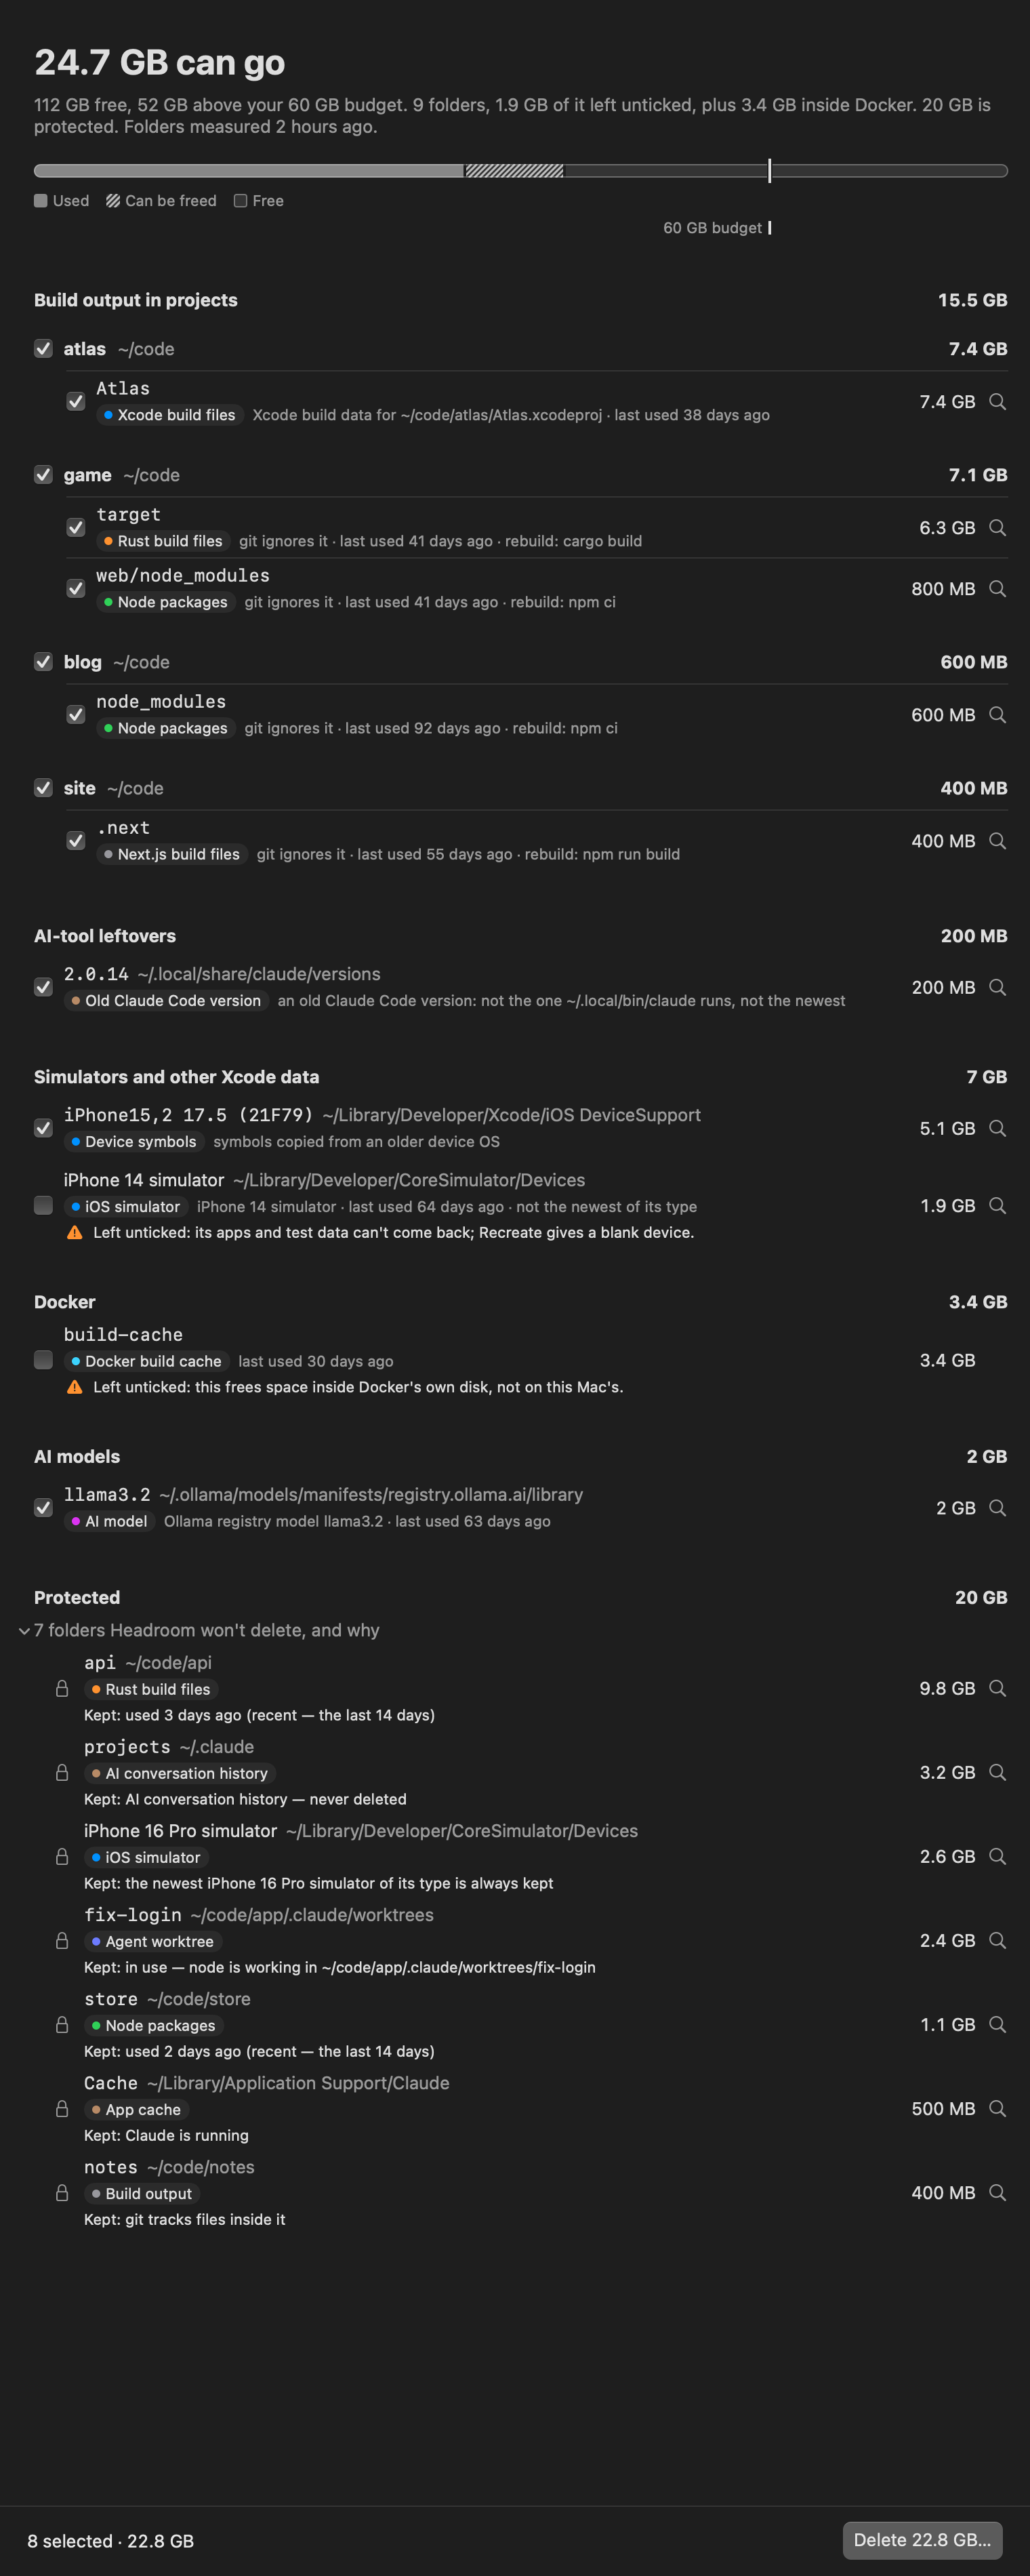 24.7 GB can go
112 GB free, 52 GB above your 60 GB budget. 9 folders, 1.9 GB of it left unticked, plus 3.4 GB inside Docker. 20 GB is
protected. Folders measured 2 hours ago.
Used Can be freed Free
60 GB budget
Build output in projects 15.5 GB
atlas ~/code 7.4 GB
Atlas
Xcode build files Xcode build data for ~/code/atlas/Atlas.xcodeproj · last used 38 days ago 7.4 GB
game ~/code 7.1 GB
target
Rust build files git ignores it · last used 41 days ago · rebuild: cargo build 6.3 GB
web/node_modules
Node packages git ignores it · last used 41 days ago · rebuild: npm ci 800 MB
blog ~/code 600 MB
node_modules
Node packages git ignores it · last used 92 days ago · rebuild: npm ci 600 MB
site ~/code 400 MB
.next
Next.js build files git ignores it · last used 55 days ago · rebuild: npm run build 400 MB
AI-tool leftovers 200 MB
2.0.14 ~/.local/share/claude/versions
Old Claude Code version an old Claude Code version: not the one ~/.local/bin/claude runs, not the newest 200 MB
Simulators and other Xcode data 7 GB
iPhone15,2 17.5 (21F79) ~/Library/Developer/Xcode/iOS DeviceSupport
Device symbols symbols copied from an older device OS 5.1 GB
iPhone 14 simulator ~/Library/Developer/CoreSimulator/Devices
iOS simulator iPhone 14 simulator · last used 64 days ago · not the newest of its type 1.9 GB
Left unticked: its apps and test data can't come back; Recreate gives a blank device.
Docker 3.4 GB
build-cache
Docker build cache last used 30 days ago 3.4 GB
Left unticked: this frees space inside Docker's own disk, not on this Mac's.
AI models 2 GB
llama3.2 ~/.ollama/models/manifests/registry.ollama.ai/library
AI model Ollama registry model llama3.2 · last used 63 days ago 2 GB
Protected 20 GB
7 folders Headroom won't delete, and why
api ~/code/api
Rust build files 9.8 GB
Kept: used 3 days ago (recent — the last 14 days)
projects ~/.claude
AI conversation history 3.2 GB
Kept: AI conversation history — never deleted
iPhone 16 Pro simulator ~/Library/Developer/CoreSimulator/Devices
iOS simulator 2.6 GB
Kept: the newest iPhone 16 Pro simulator of its type is always kept
fix-login ~/code/app/.claude/worktrees
Agent worktree 2.4 GB
Kept: in use — node is working in ~/code/app/.claude/worktrees/fix-login
store ~/code/store
Node packages 1.1 GB
Kept: used 2 days ago (recent — the last 14 days)
Cache ~/Library/Application Support/Claude
App cache 500 MB
Kept: Claude is running
notes ~/code/notes
Build output 400 MB
Kept: git tracks files inside it
8 selected · 22.8 GB Delete 22.8 GB...